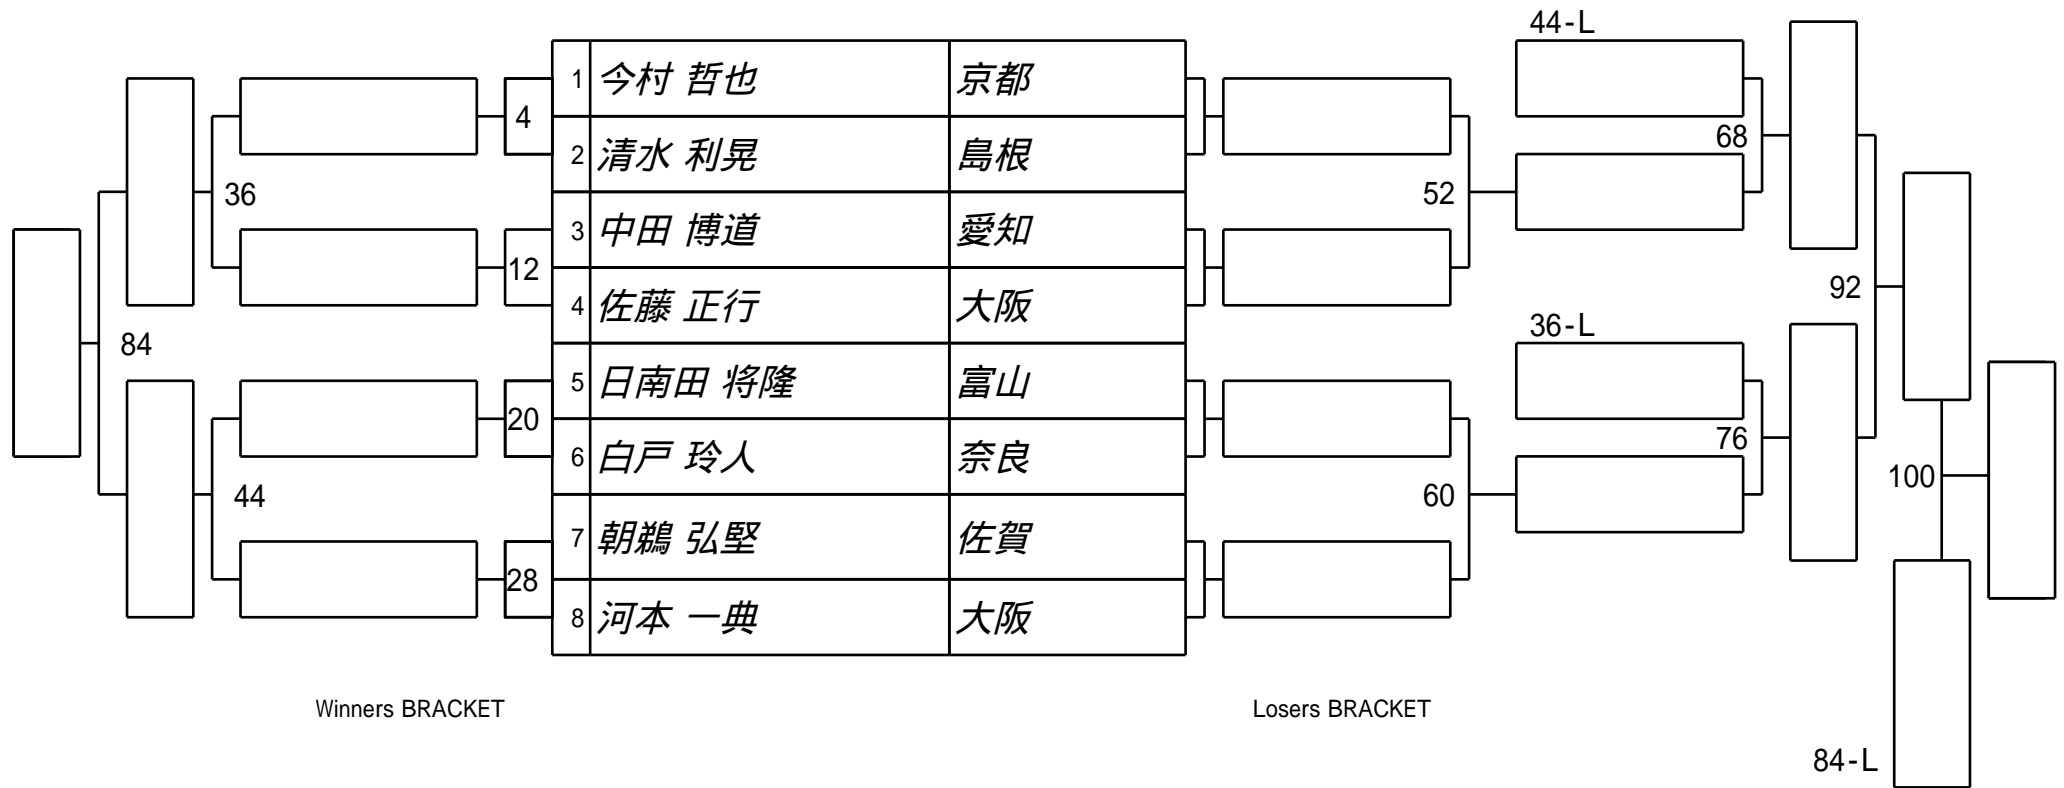 44-L
1 今村 哲也 京都
4
68
2 清水 利晃 島根
36
52
3 中田 博道 愛知
12
92
4 佐藤 正行 大阪
36-L
84
5 日南田 将隆 富山
20
76
6 白戸 玲人 奈良
100
44
60
7 朝鵜 弘堅 佐賀
28
8 河本 一典 大阪
Winners BRACKET
Losers BRACKET
84-L